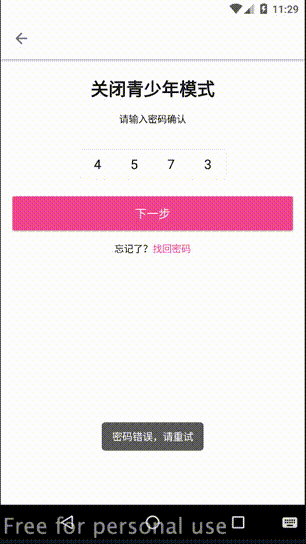 11:29
关闭青少年模式
请输入密码确认
4 5 7 3
下一步
忘记了？找回密码
密码错误，请重试
Free for personal use